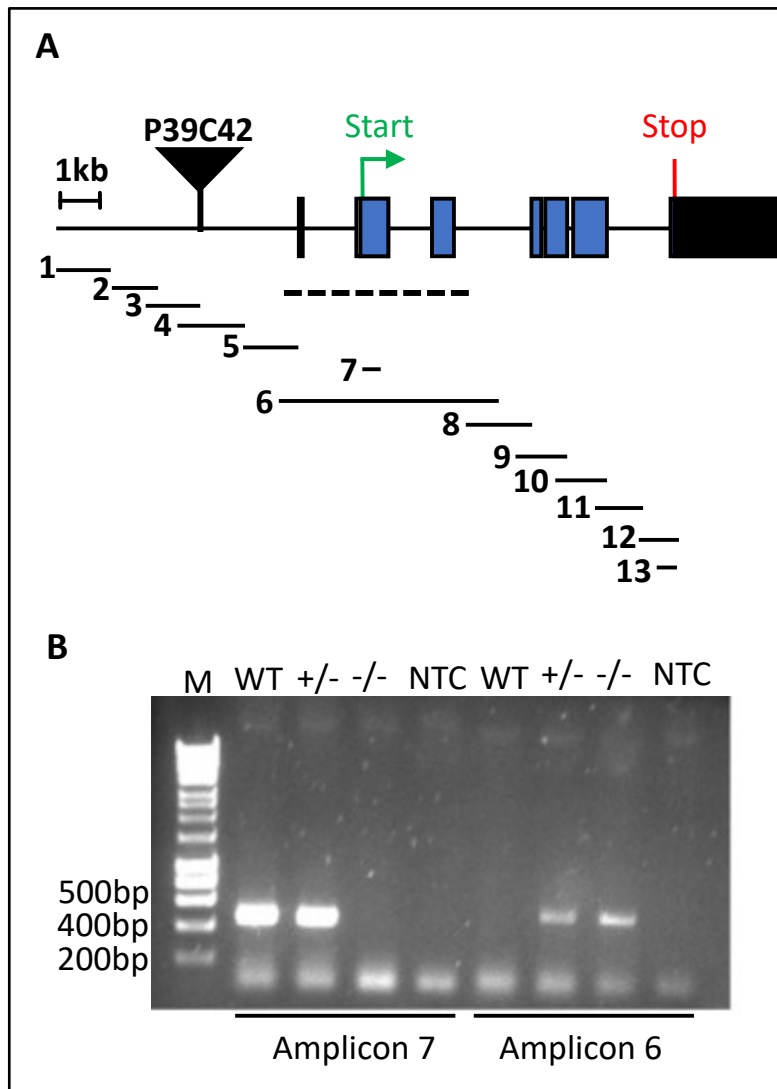 A
P39C42
Start
Stop
1kb
1
2
3
4
5
7
6
8
9
10
11
12
13
B
M WT +/- -/- NTC WT +/- -/- NTC
500bp
400bp
200bp
Amplicon 7 Amplicon 6